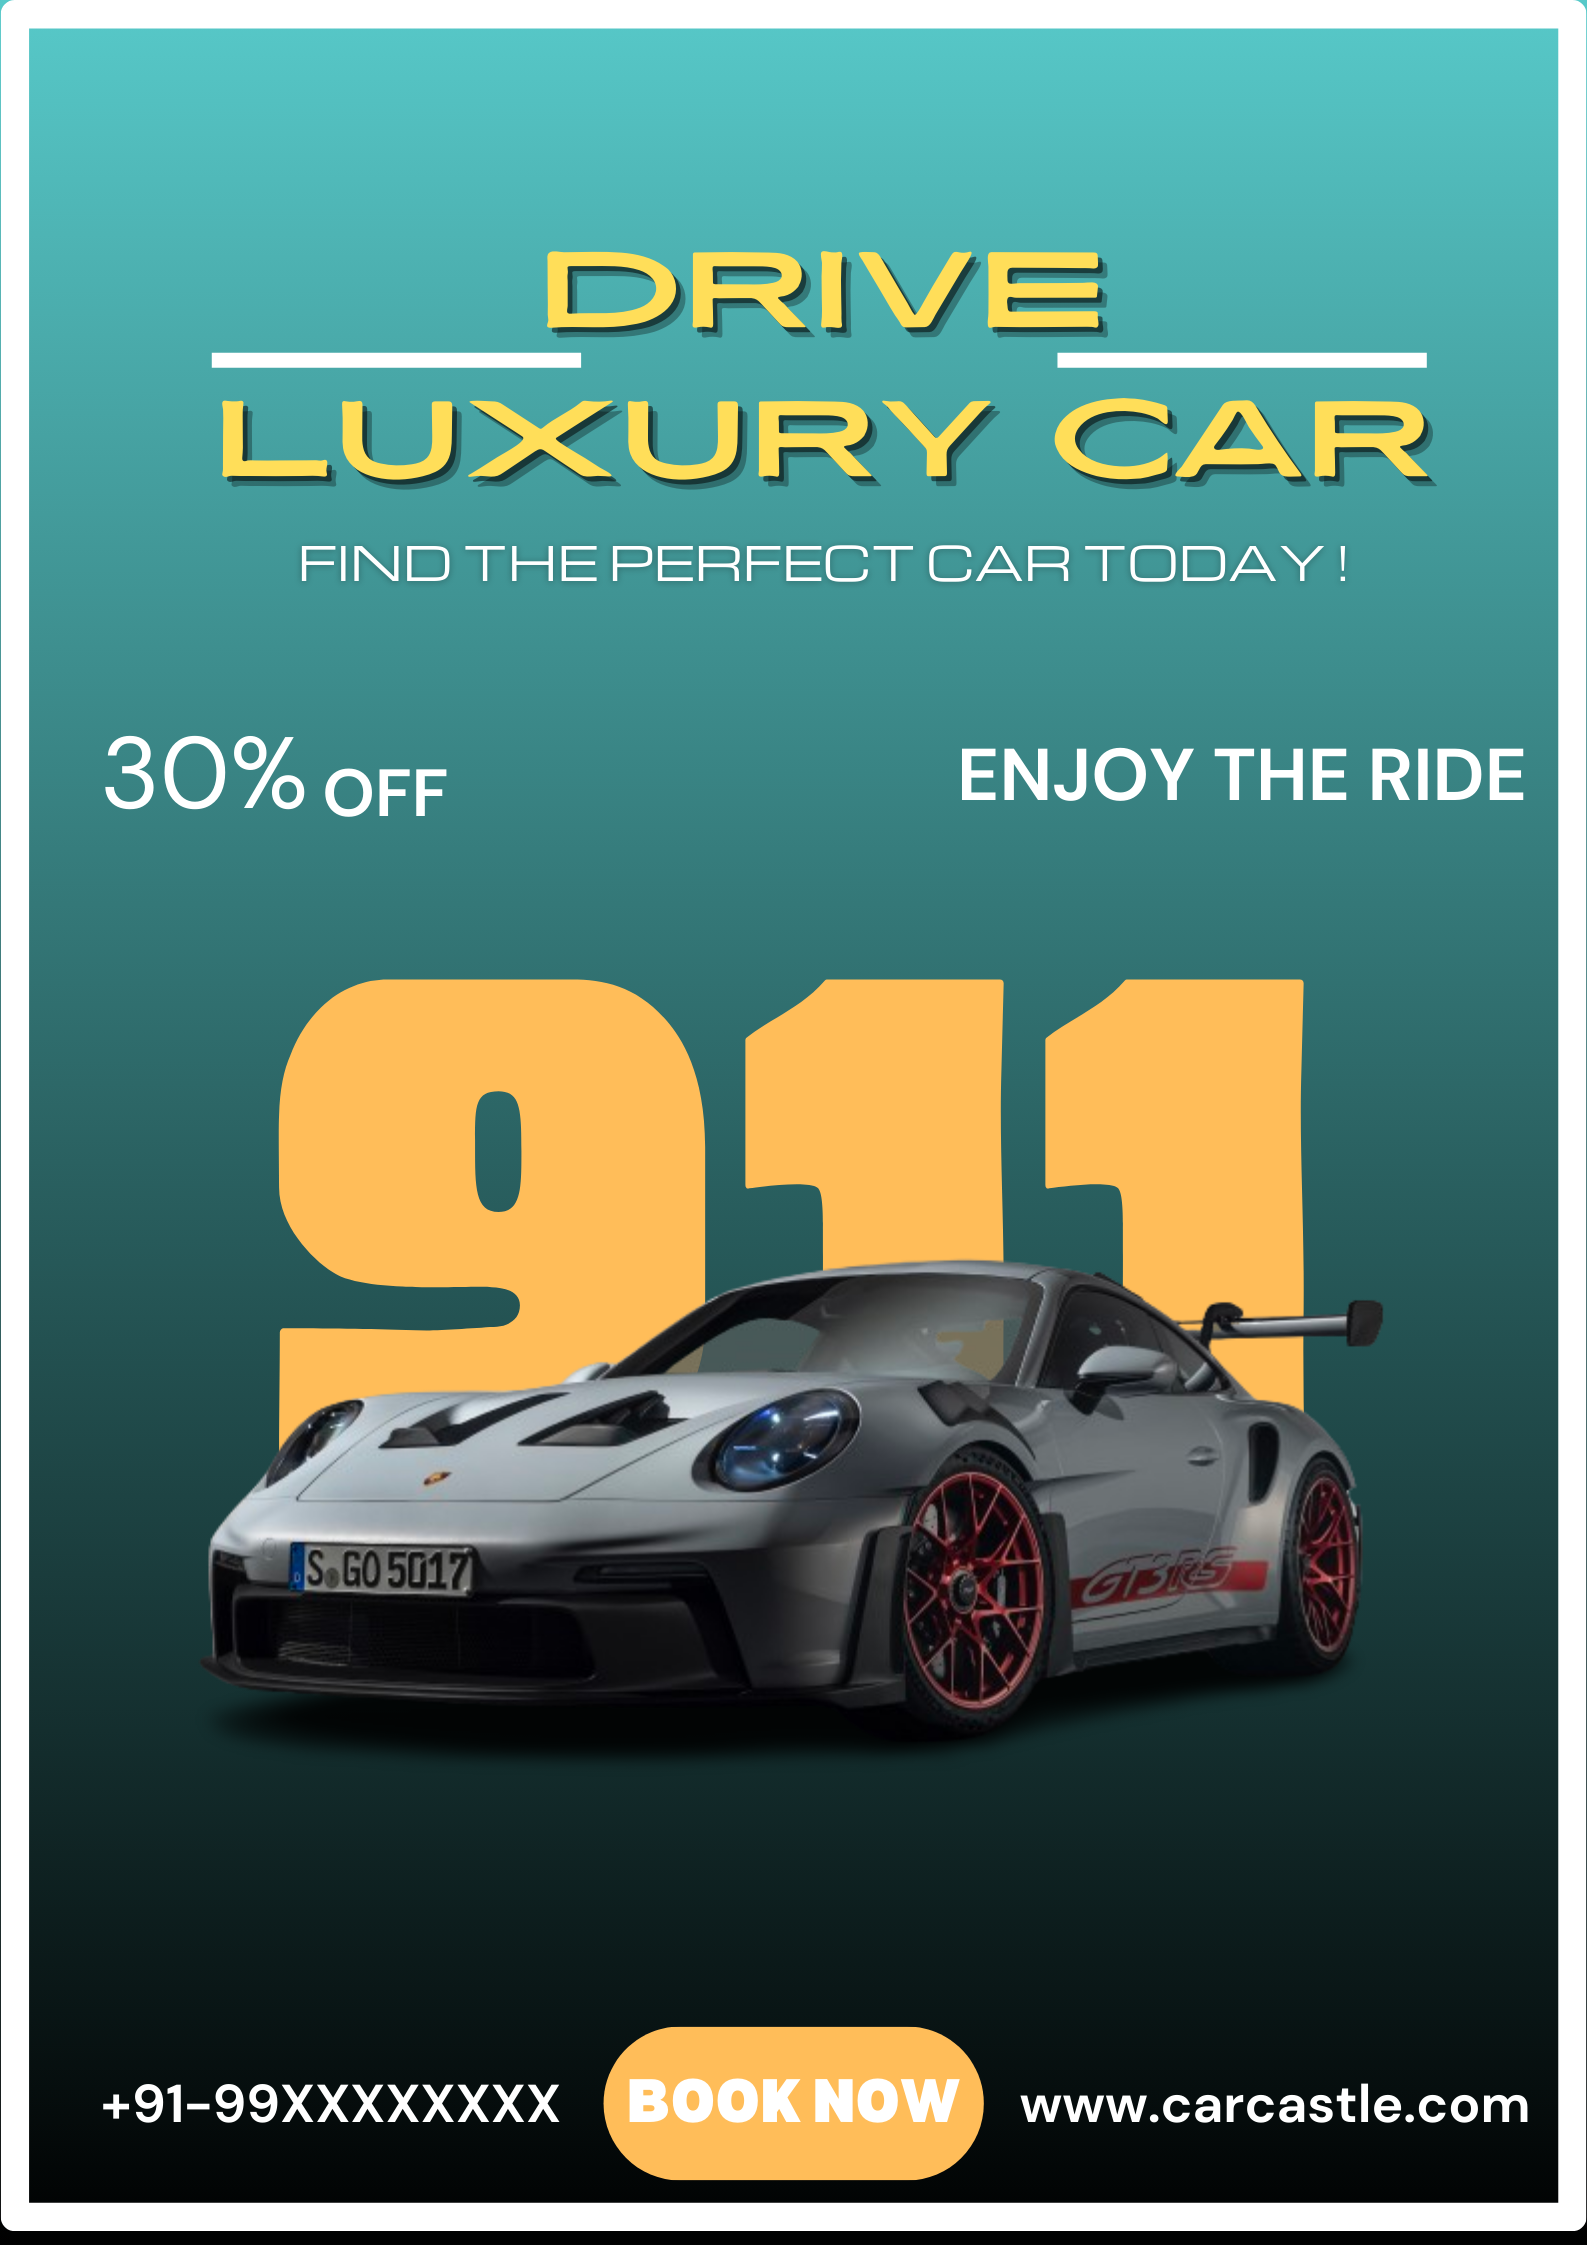 DRIVE
LUXURY CAR
FIND THE PERFECT CAR TODAY !
30% OFF
ENJOY THE RIDE
911
S GO 5017
D
GT3RS
+91-99XXXXXXXX
BOOK NOW
www.carcastle.com